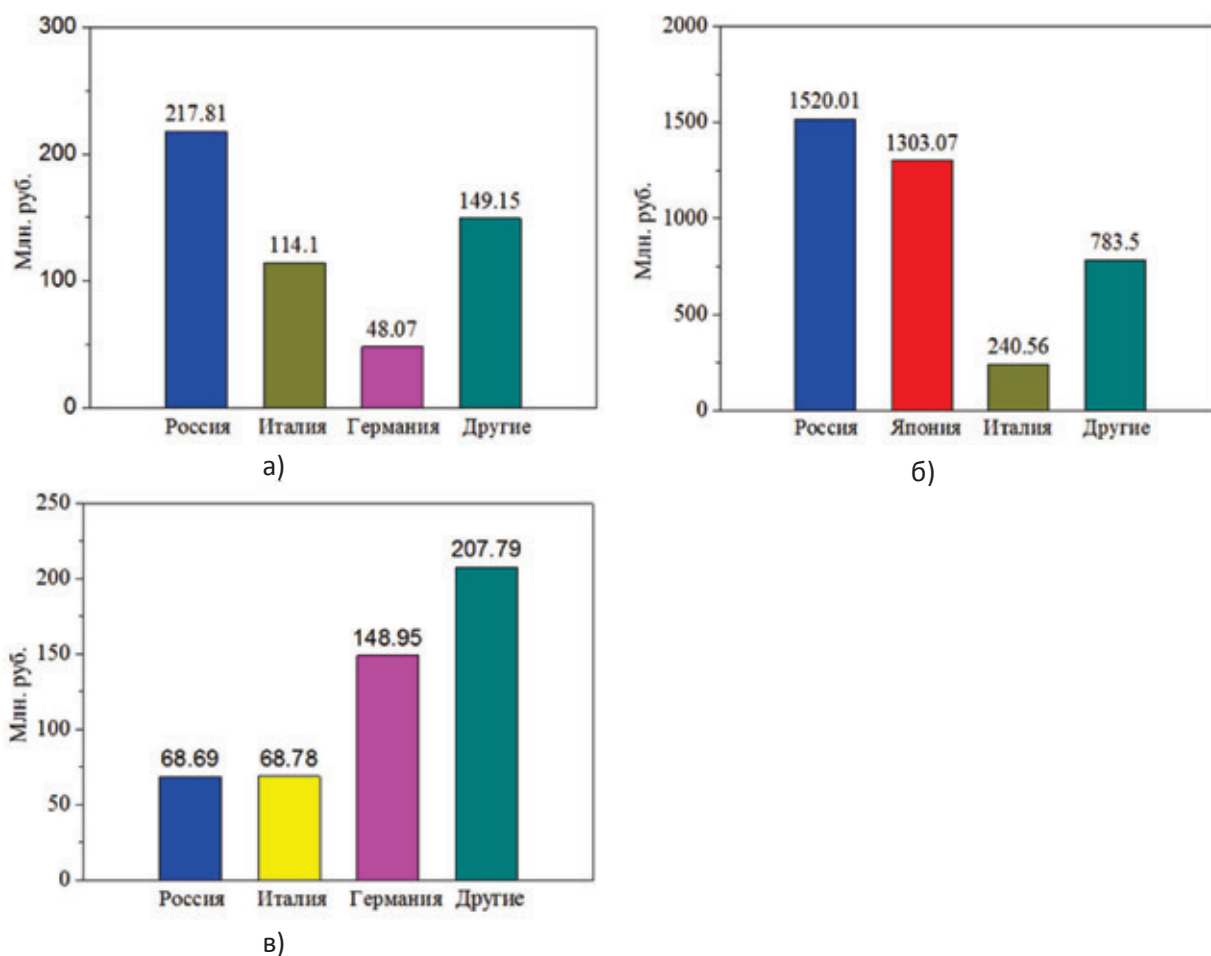 300
217.81
200
149.15
Млн. руб.
114.1
100
48.07
0
Россия Италия Германия Другие
а)
2000
1520.01
1500
1303.07
Млн. руб.
1000
783.5
500
240.56
0
Россия Япония Италия Другие
б)
250
207.79
200
148.95
150
Млн. руб.
100
68.69 68.78
50
0
Россия Италия Германия Другие
в)